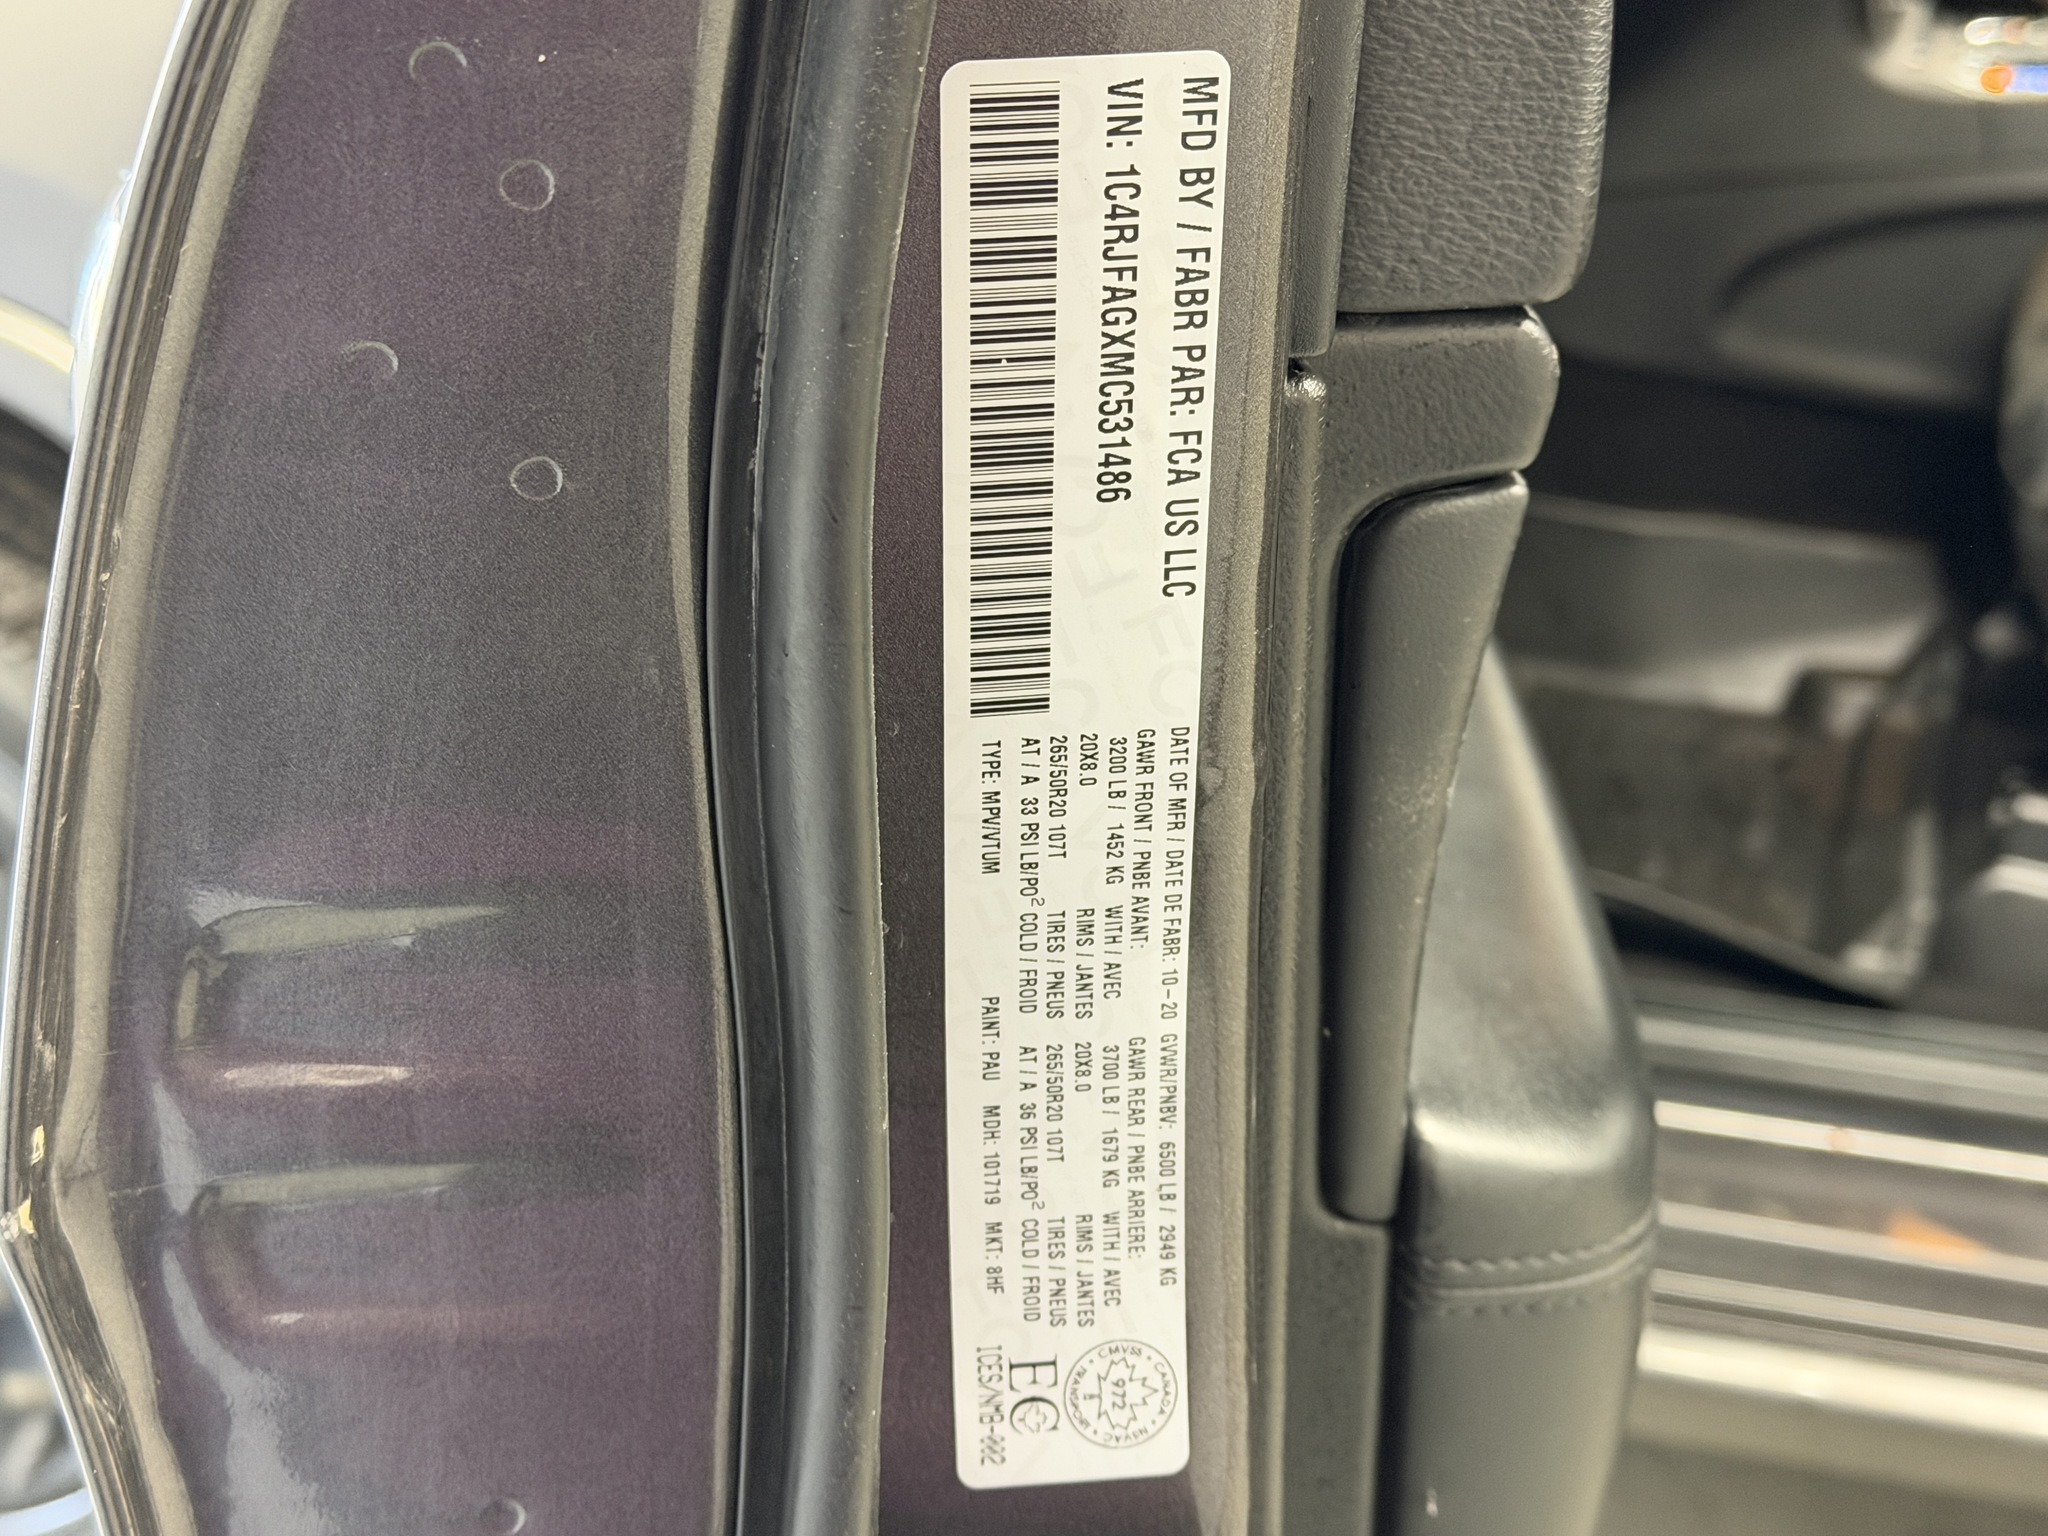 MFD BY / FABR PAR: FCA US LLC
VIN: 1C4RJFAGXMC531486
DATE OF MFR / DATE DE FABR: 10-20 GVWR/PNBV: 6500 LB / 2949 KG
GAWR FRONT / PNBE AVANT: GAWR REAR / PNBE ARRIERE:
3200 LB / 1452 KG WITH / AVEC 3700 LB / 1679 KG WITH / AVEC
20X8.0 RIMS / JANTES 20X8.0 RIMS / JANTES
265/50R20 107T TIRES / PNEUS 265/50R20 107T TIRES / PNEUS
AT / A 33 PSI LB/PO² COLD / FROID AT / A 36 PSI LB/PO² COLD / FROID
TYPE: MPV/VTUM PAINT: PAU MDH: 101719 MKT: 8HF
CMVSS • CANADA
972
TRANSPORT
NSVAC
EC
ICES/NMB-002